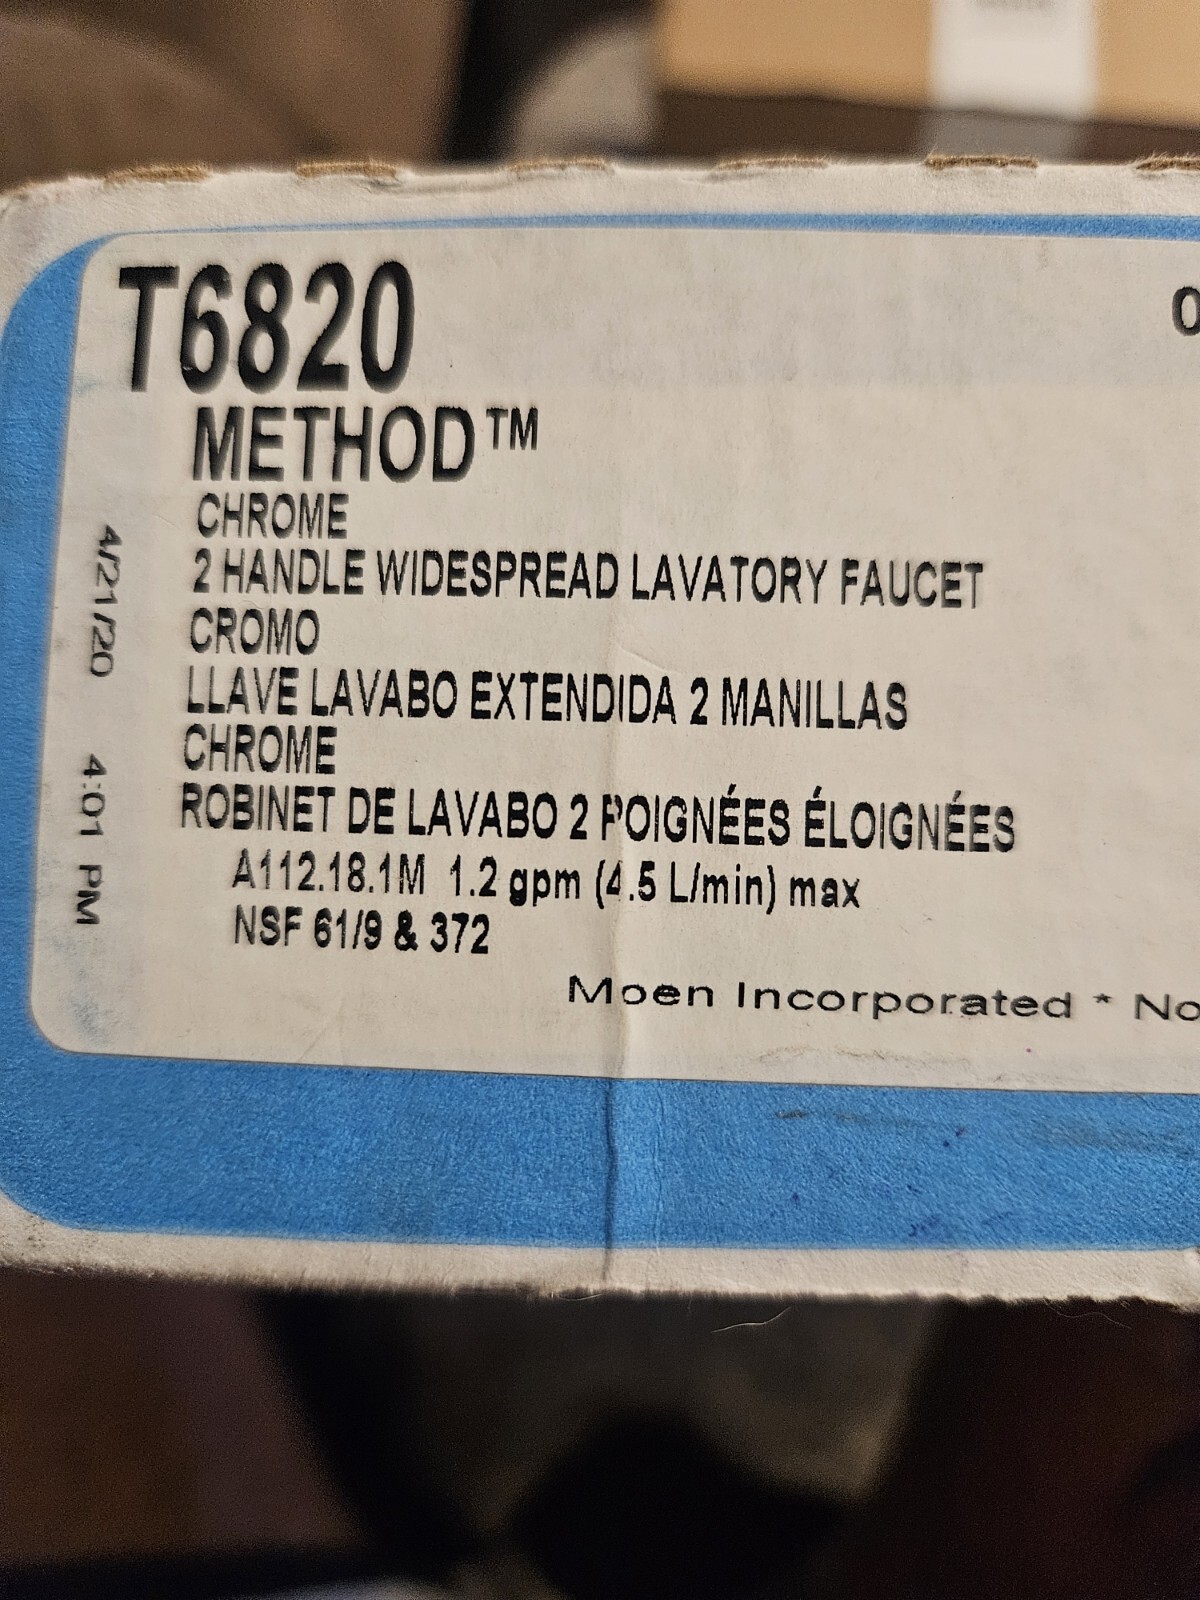 T6820
0
METHOD™
CHROME
2 HANDLE WIDESPREAD LAVATORY FAUCET
CROMO
LLAVE LAVABO EXTENDIDA 2 MANILLAS
CHROME
ROBINET DE LAVABO 2 POIGNÉES ÉLOIGNÉES
A112.18.1M 1.2 gpm (4.5 L/min) max
NSF 61/9 & 372
Moen Incorporated * No
4/21/20 4:01 PM